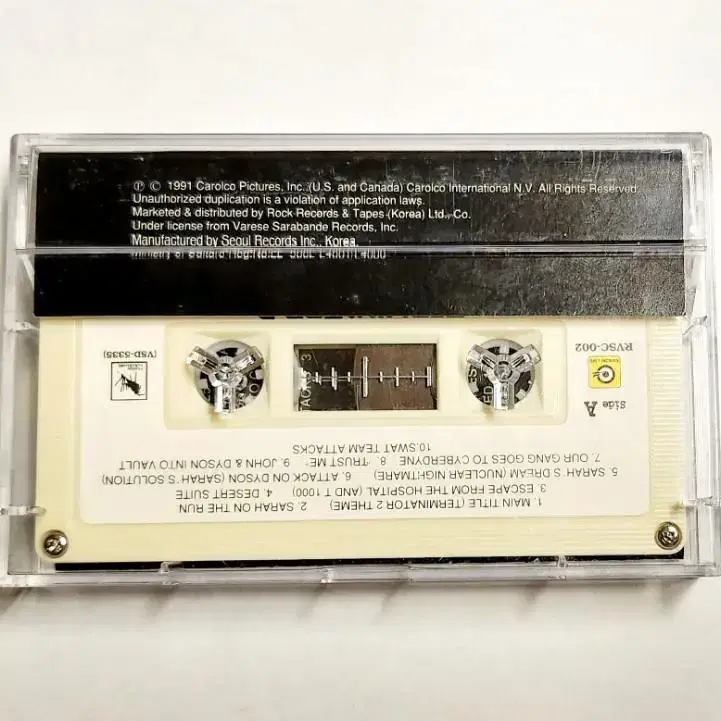 ℗ © 1991 Carolco Pictures, Inc. (U.S. and Canada) Carolco International N.V. All Rights Reserved.
Unauthorized duplication is a violation of application laws.
Marketed & distributed by Rock Records & Tapes (Korea) Ltd., Co.
Under license from Varese Sarabande Records, Inc.
Manufactured by Seoul Records Inc., Korea
Side A
RVSC-002
(VSD-5335)
1. MAIN TITLE (TERMINATOR 2 THEME) 2. SARAH ON THE RUN
3. ESCAPE FROM THE HOSPITAL (AND T 1000) 4. DESERT SUITE
5 SARAH'S DREAM (NUCLEAR NIGHTMARE) 6. ATTACK ON DYSON (SARAH'S SOLUTION)
7. OUR GANG GOES TO CYBERDYNE 8. 'TRUST ME' 9. JOHN & DYSON INTO VAULT
10.SWAT TEAM ATTACKS